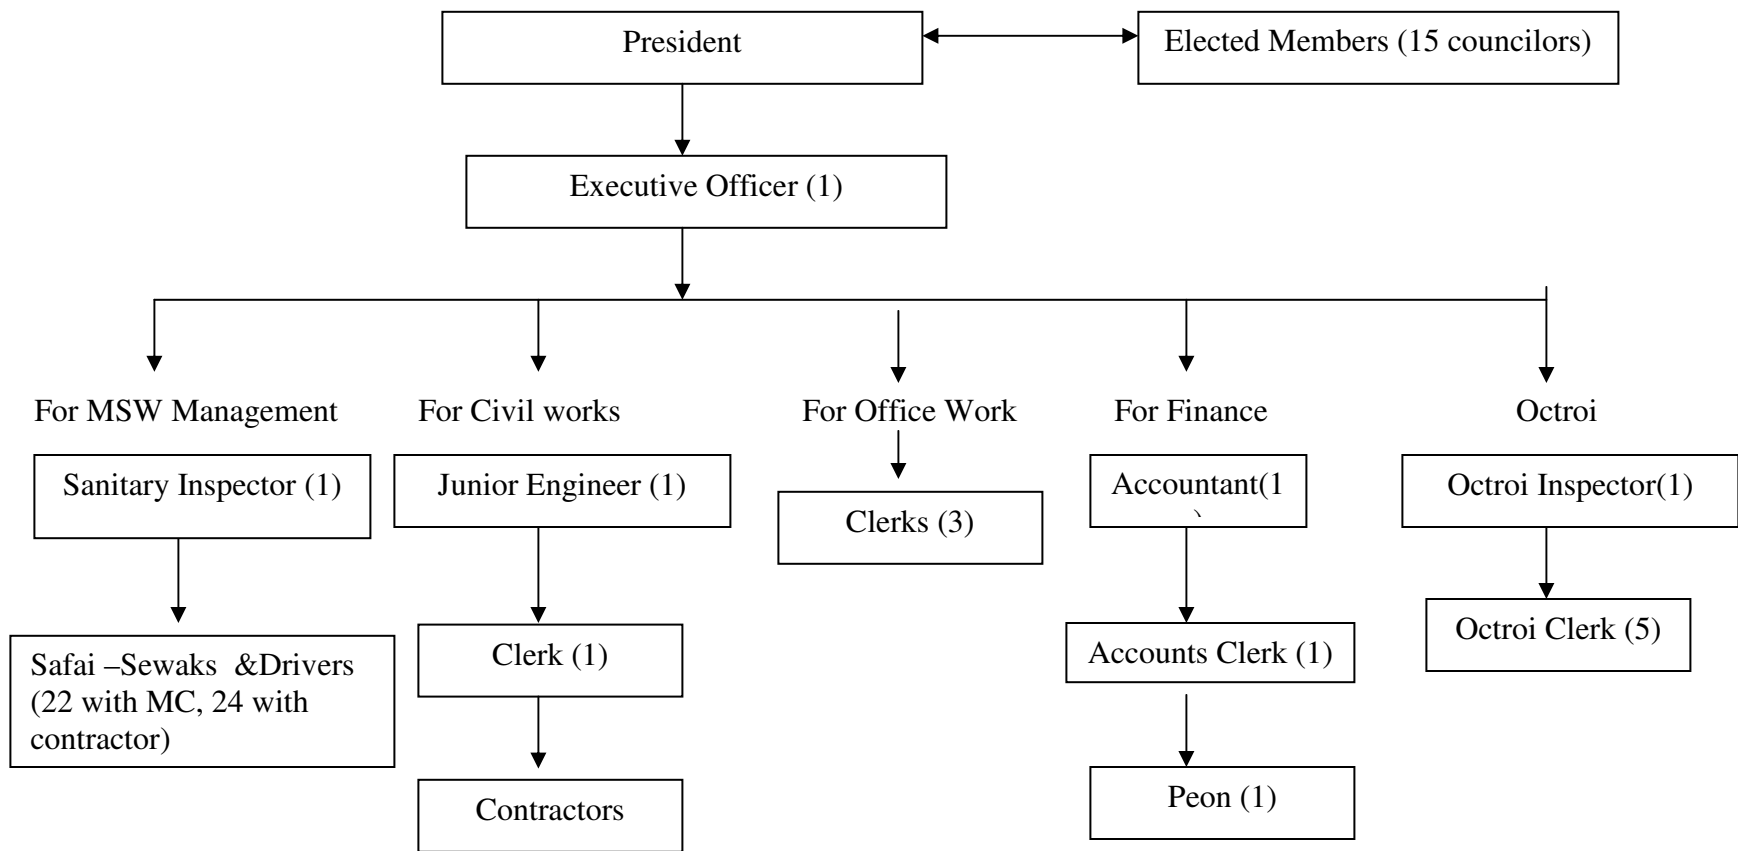 President
Elected Members (15 councilors)
Executive Officer (1)
For MSW Management
For Civil works
For Office Work
For Finance
Octroi
Sanitary Inspector (1)
Junior Engineer (1)
Clerks (3)
Accountant(1
)
Octroi Inspector(1)
Safai –Sewaks &Drivers
(22 with MC, 24 with
contractor)
Clerk (1)
Accounts Clerk (1)
Octroi Clerk (5)
Contractors
Peon (1)